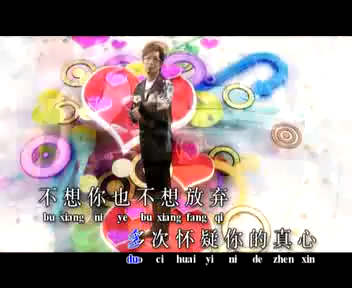 不想你也不想放弃
bu xiang ni ye bu xiang fang qi
多次怀疑你的真心
duo ci huai yi ni de zhen xin